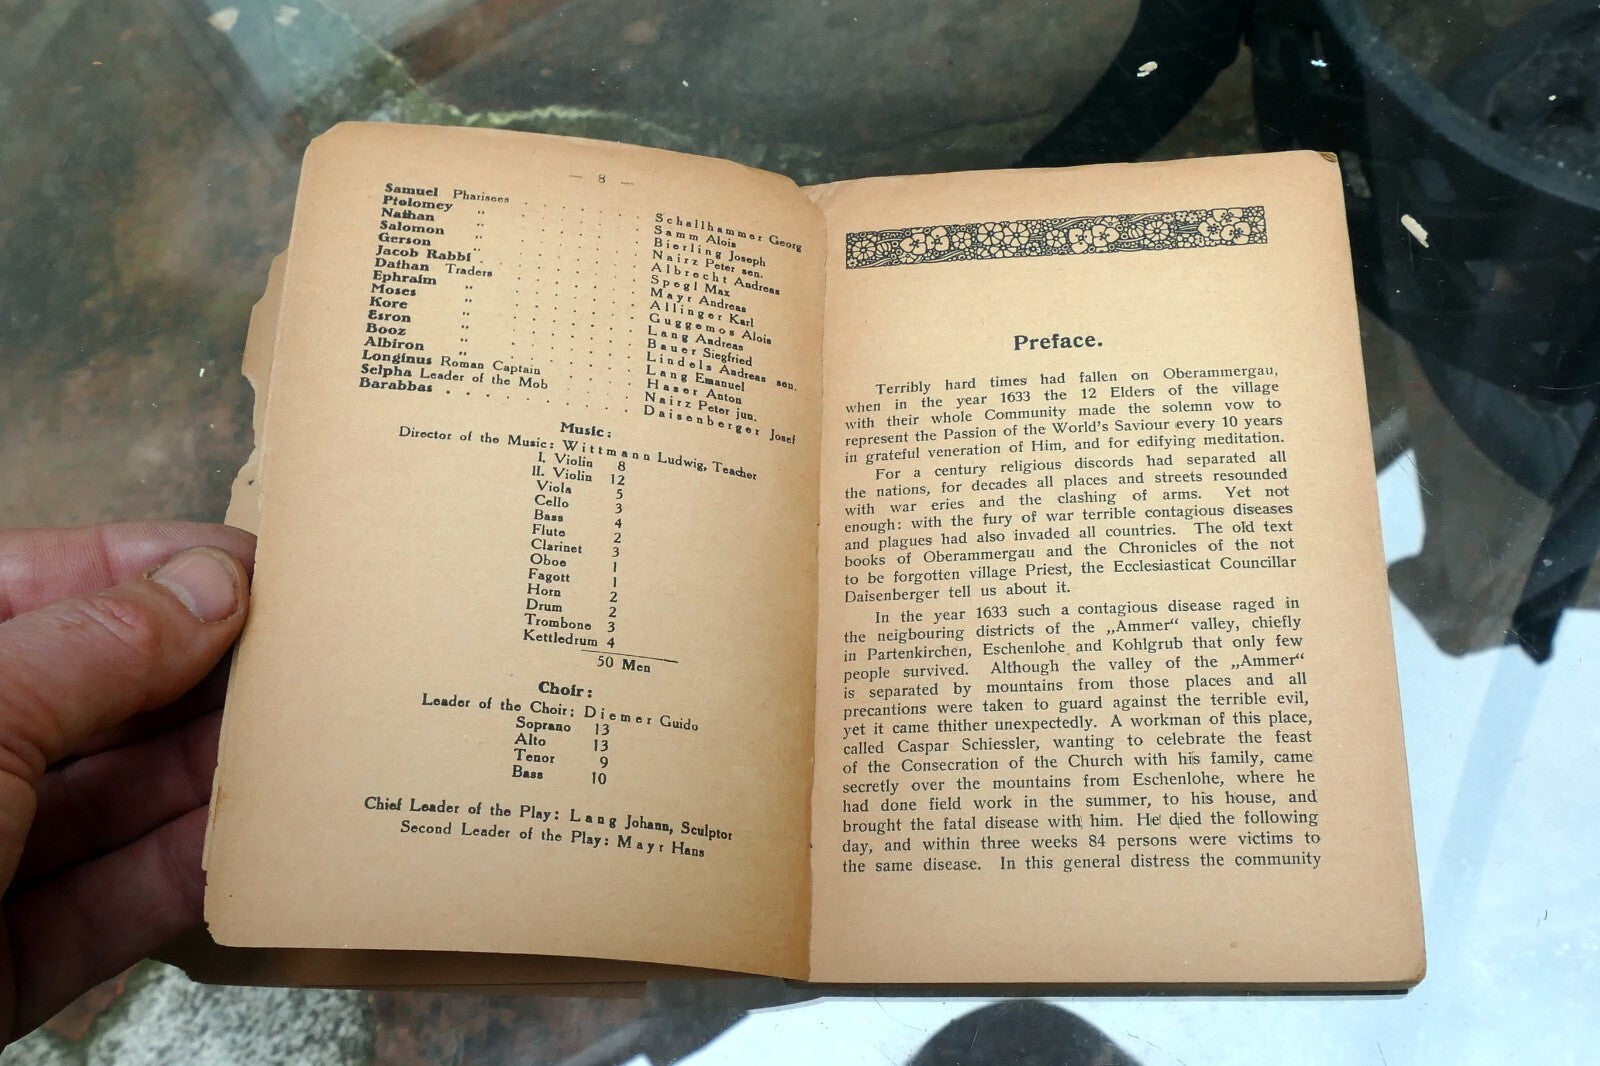 — 8 —
Samuel Pharisees . . . . . . . Schallhammer Georg
Ptolomey „ . . . . . . . Samm Alois
Nathan „ . . . . . . . Bierling Joseph
Salomon „ . . . . . . . Nairz Peter sen.
Gerson „ . . . . . . . Albrecht Andreas
Jacob Rabbi . . . . . . . . Spegl Max
Dathan Traders . . . . . . . Mayr Andreas
Ephraim „ . . . . . . . Allinger Karl
Moses „ . . . . . . . Guggemos Alois
Kore „ . . . . . . . Lang Andreas
Esron „ . . . . . . . Bauer Siegfried
Booz „ . . . . . . . Lindels Andreas sen.
Albiron „ . . . . . . . Lang Emanuel
Longinus Roman Captain . . . . . Haser Anton
Selpha Leader of the Mob . . . . . Nairz Peter jun.
Barabbas . . . . . . . . . . Daisenberger Josef
Music:
Director of the Music: Wittmann Ludwig, Teacher
I. Violin 8
II. Violin 12
Viola 5
Cello 3
Bass 4
Flute 2
Clarinet 3
Oboe 1
Fagott 1
Horn 2
Drum 2
Trombone 3
Kettledrum 4
50 Men
Choir:
Leader of the Choir; Diemer Guido
Soprano 13
Alto 13
Tenor 9
Bass 10
Chief Leader of the Play: Lang Johann, Sculptor
Second Leader of the Play: Mayr Hans
Preface.
Terribly hard times had fallen on Oberammergau,
when in the year 1633 the 12 Elders of the village
with their whole Community made the solemn vow to
represent the Passion of the World's Saviour every 10 years
in grateful veneration of Him, and for edifying meditation.
For a century religious discords had separated all
the nations, for decades all places and streets resounded
with war eries and the clashing of arms. Yet not
enough: with the fury of war terrible contagious diseases
and plagues had also invaded all countries. The old text
books of Oberammergau and the Chronicles of the not
to be forgotten village Priest, the Ecclesiasticat Councillar
Daisenberger tell us about it.
In the year 1633 such a contagious disease raged in
the neigbouring districts of the „Ammer“ valley, chiefly
in Partenkirchen, Eschenlohe and Kohlgrub that only few
people survived. Although the valley of the „Ammer“
is separated by mountains from those places and all
precantions were taken to guard against the terrible evil,
yet it came thither unexpectedly. A workman of this place,
called Caspar Schiessler, wanting to celebrate the feast
of the Consecration of the Church with his family, came
secretly over the mountains from Eschenlohe, where he
had done field work in the summer, to his house, and
brought the fatal disease with him. He died the following
day, and within three weeks 84 persons were victims to
the same disease. In this general distress the community